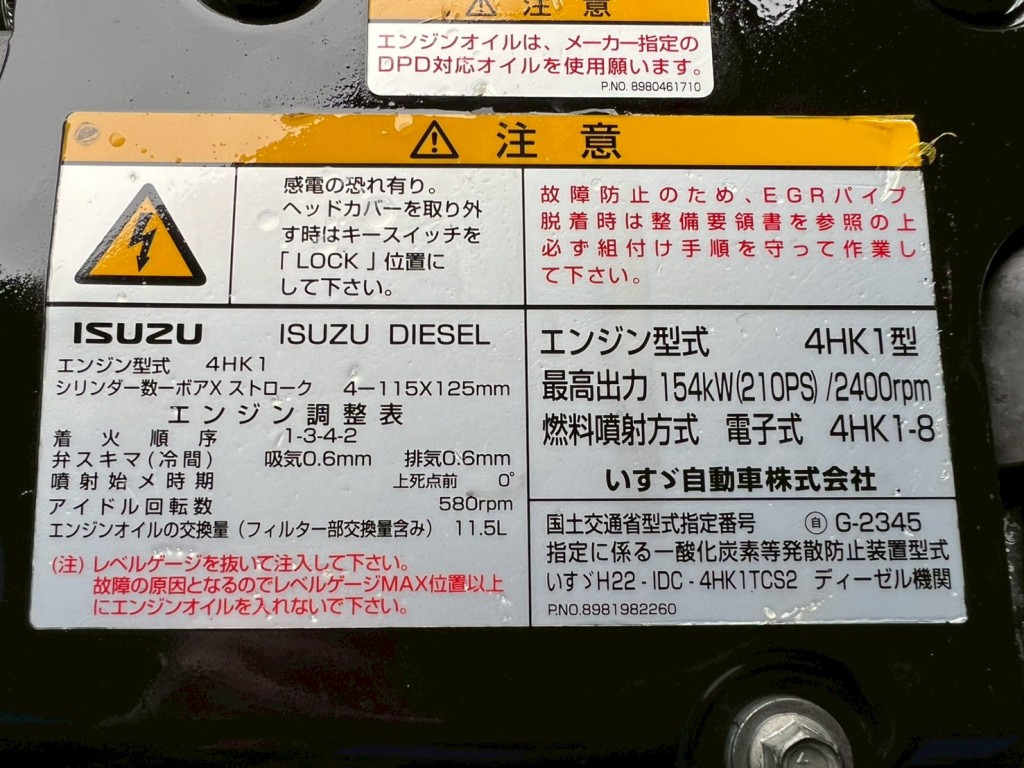 ⚠ 注 意
エンジンオイルは、メーカー指定の
DPD対応オイルを使用願います。
P.NO. 8980461710
⚠ 注 意
感電の恐れ有り。
ヘッドカバーを取り外
す時はキースイッチを
「LOCK」位置に
して下さい。
故障防止のため、EGRパイプ
脱着時は整備要領書を参照の上
必ず組付け手順を守って作業し
て下さい。
ISUZU ISUZU DIESEL
エンジン型式 4HK1
シリンダー数ーボアX ストローク 4ー115X125mm
エンジン調整表
着火順序 1-3-4-2
弁スキマ(冷間) 吸気0.6mm 排気0.6mm
噴射始メ時期 上死点前 0°
アイドル回転数 580rpm
エンジンオイルの交換量(フィルター部交換量含み) 11.5L
(注) レベルゲージを抜いて注入して下さい。
故障の原因となるのでレベルゲージMAX位置以上
にエンジンオイルを入れないで下さい。
エンジン型式 4HK1型
最高出力 154kW(210PS)/2400rpm
燃料噴射方式 電子式 4HK1-8
いすゞ自動車株式会社
国土交通省型式指定番号 ㊀自 G-2345
指定に係る一酸化炭素等発散防止装置型式
いすゞH22-IDC-4HK1TCS2 ディーゼル機関
P.NO.8981982260